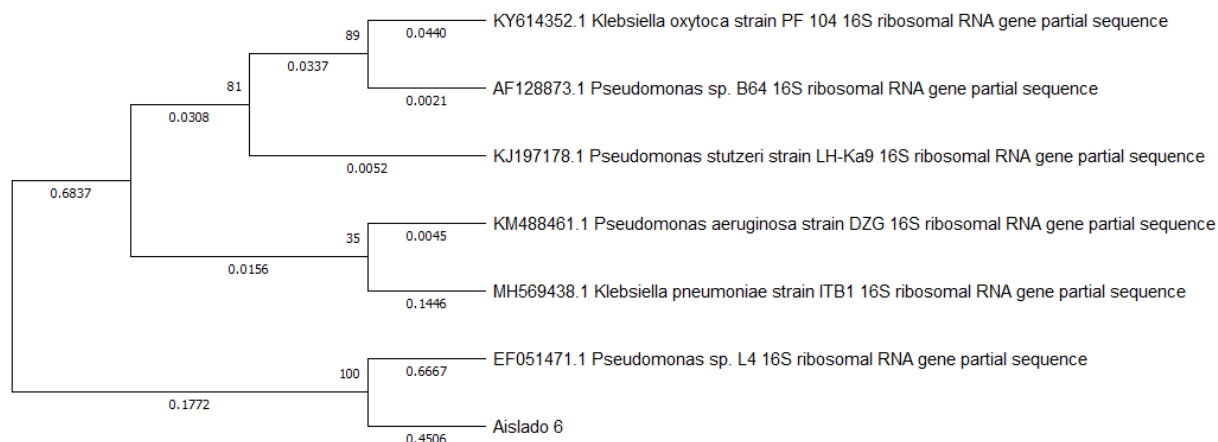 KY614352.1 Klebsiella oxytoca strain PF 104 16S ribosomal RNA gene partial sequence
89
0.0440
0.0337
81
AF128873.1 Pseudomonas sp. B64 16S ribosomal RNA gene partial sequence
0.0021
0.0308
KJ197178.1 Pseudomonas stutzeri strain LH-Ka9 16S ribosomal RNA gene partial sequence
0.0052
0.6837
KM488461.1 Pseudomonas aeruginosa strain DZG 16S ribosomal RNA gene partial sequence
35
0.0045
0.0156
MH569438.1 Klebsiella pneumoniae strain ITB1 16S ribosomal RNA gene partial sequence
0.1446
EF051471.1 Pseudomonas sp. L4 16S ribosomal RNA gene partial sequence
100
0.6667
0.1772
Aislado 6
0.4506